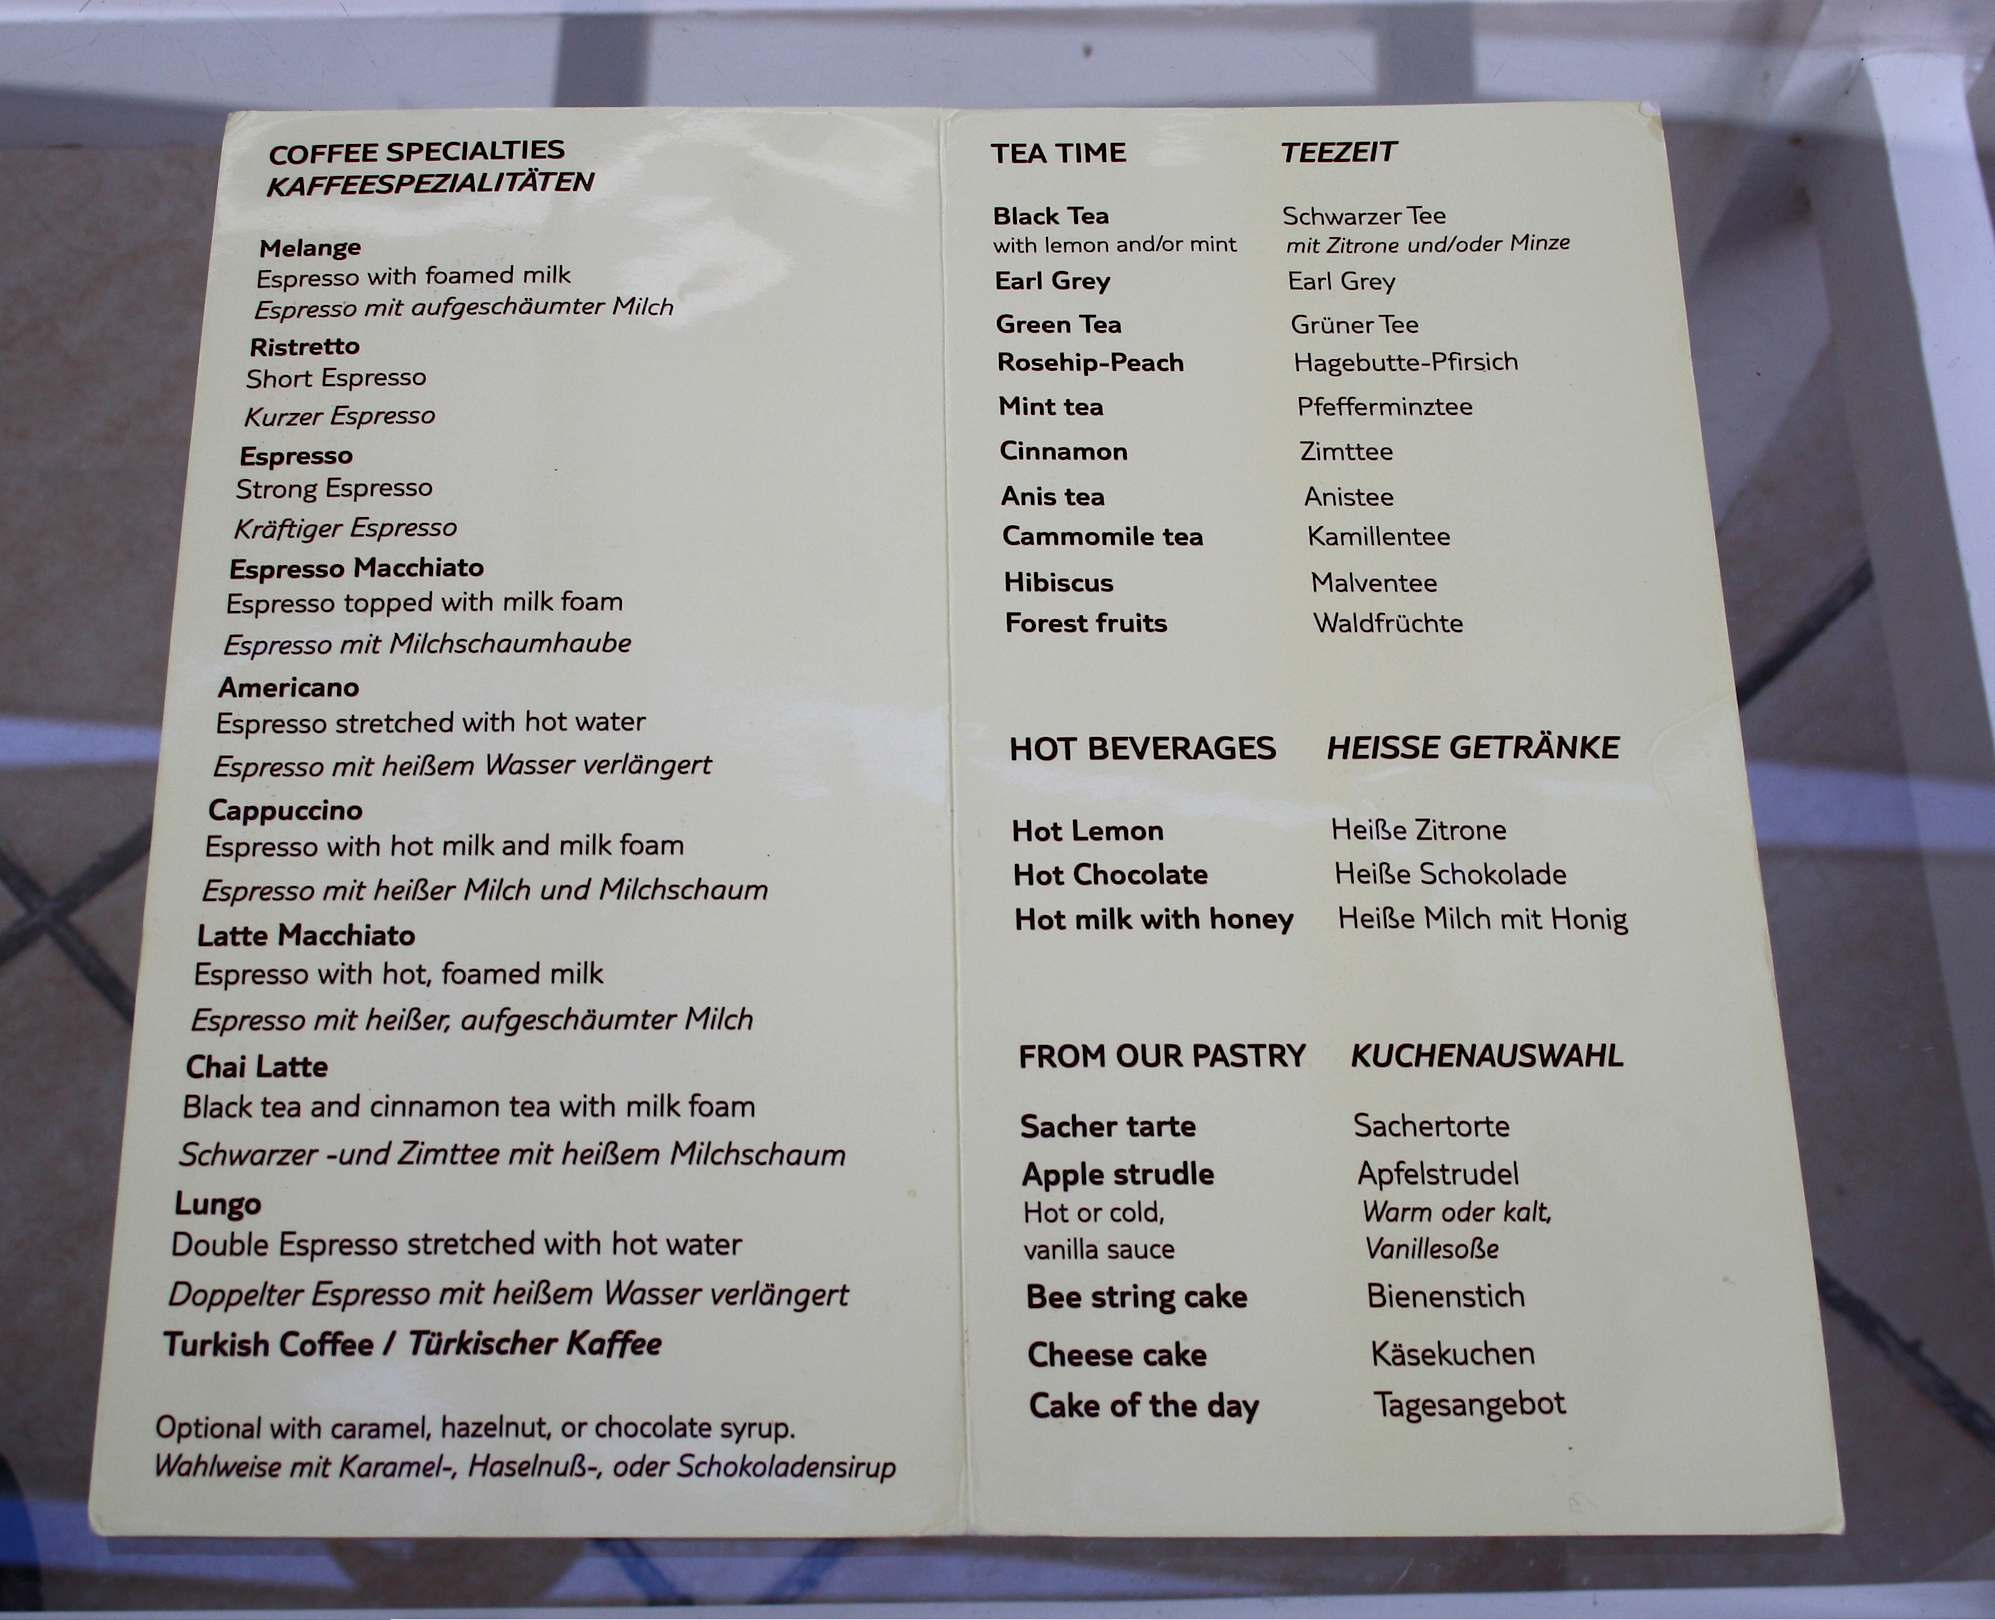 COFFEE SPECIALTIES
KAFFEESPEZIALITÄTEN
Melange
Espresso with foamed milk
Espresso mit aufgeschäumter Milch
Ristretto
Short Espresso
Kurzer Espresso
Espresso
Strong Espresso
Kräftiger Espresso
Espresso Macchiato
Espresso topped with milk foam
Espresso mit Milchschaumhaube
Americano
Espresso stretched with hot water
Espresso mit heißem Wasser verlängert
Cappuccino
Espresso with hot milk and milk foam
Espresso mit heißer Milch und Milchschaum
Latte Macchiato
Espresso with hot, foamed milk
Espresso mit heißer, aufgeschäumter Milch
Chai Latte
Black tea and cinnamon tea with milk foam
Schwarzer -und Zimttee mit heißem Milchschaum
Lungo
Double Espresso stretched with hot water
Doppelter Espresso mit heißem Wasser verlängert
Turkish Coffee / Türkischer Kaffee
Optional with caramel, hazelnut, or chocolate syrup.
Wahlweise mit Karamel-, Haselnuß-, oder Schokoladensirup
TEA TIME TEEZEIT
Black Tea Schwarzer Tee
with lemon and/or mint mit Zitrone und/oder Minze
Earl Grey Earl Grey
Green Tea Grüner Tee
Rosehip-Peach Hagebutte-Pfirsich
Mint tea Pfefferminztee
Cinnamon Zimttee
Anis tea Anistee
Cammomile tea Kamillentee
Hibiscus Malventee
Forest fruits Waldfrüchte
HOT BEVERAGES HEISSE GETRÄNKE
Hot Lemon Heiße Zitrone
Hot Chocolate Heiße Schokolade
Hot milk with honey Heiße Milch mit Honig
FROM OUR PASTRY KUCHENAUSWAHL
Sacher tarte Sachertorte
Apple strudle Apfelstrudel
Hot or cold, Warm oder kalt,
vanilla sauce Vanillesoße
Bee string cake Bienenstich
Cheese cake Käsekuchen
Cake of the day Tagesangebot